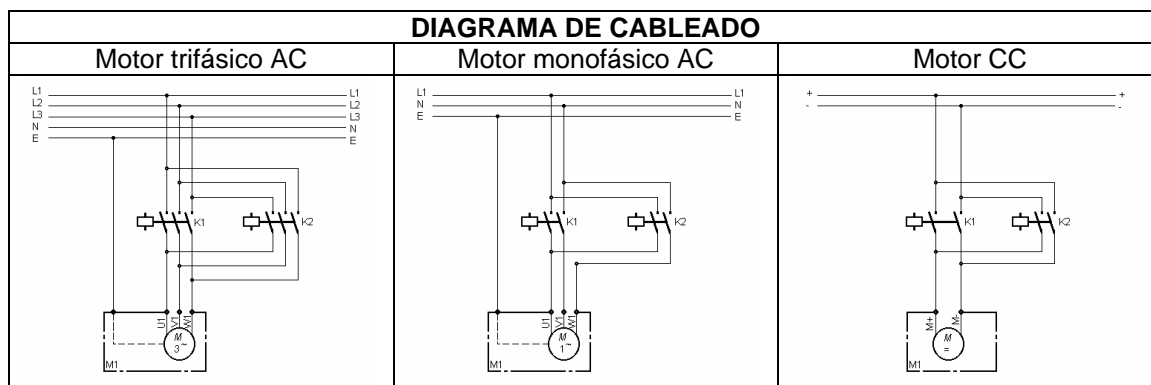 DIAGRAMA DE CABLEADO
Motor trifásico AC
Motor monofásico AC
Motor CC
L1 L1
L2 L2
L3 L3
N N
E E
K1 K2
U1 V1 W1
M
3~
M1
L1 L1
N N
E E
K1 K2
U1 V1 W1
M
1~
M1
+ +
- -
K1 K2
M+ M-
M
=
M1